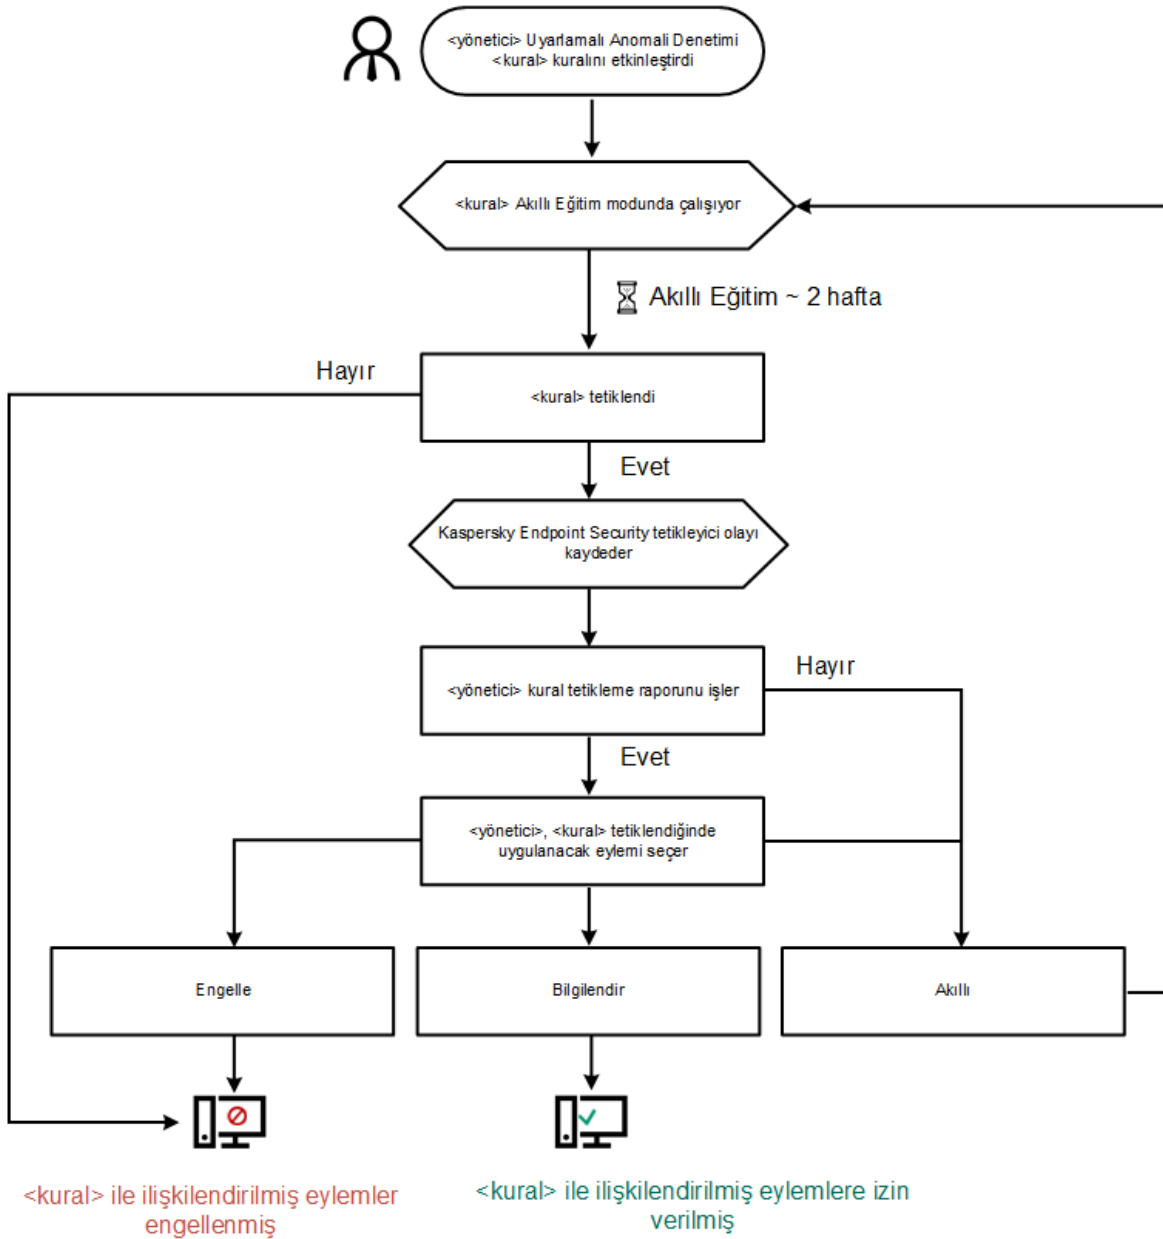 <yönetici> Uyarlamalı Anomali Denetimi
<kural> kuralını etkinleştirdi
<kural> Akıllı Eğitim modunda çalışıyor
Akıllı Eğitim ~ 2 hafta
Hayır
<kural> tetiklendi
Evet
Kaspersky Endpoint Security tetikleyici olayı
kaydeder
Hayır
<yönetici> kural tetikleme raporunu işler
Evet
<yönetici>, <kural> tetiklendiğinde
uygulanacak eylemi seçer
Engelle
Bilgilendir
Akıllı
<kural> ile ilişkilendirilmiş eylemler
engellenmiş
<kural> ile ilişkilendirilmiş eylemlere izin
verilmiş